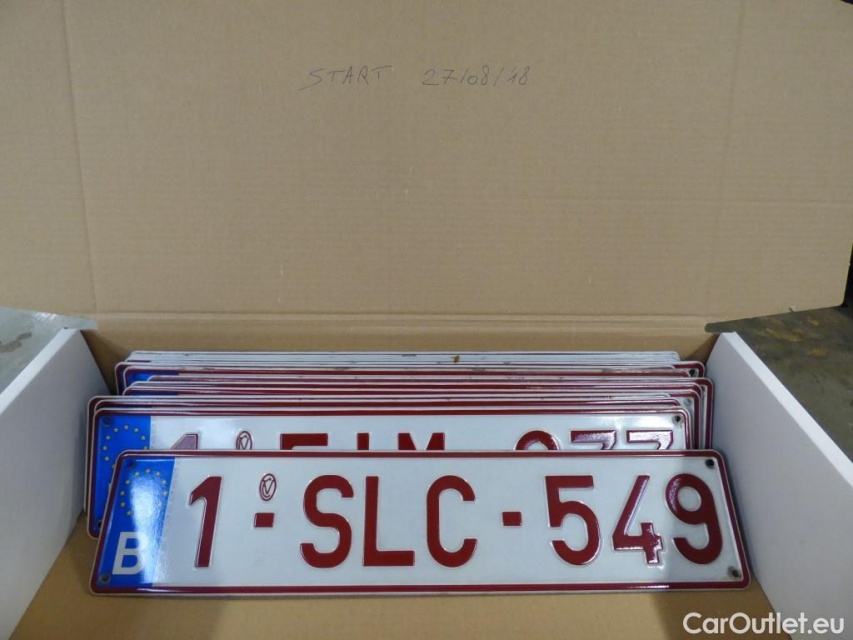 START 27/08/18
B 1-SLC-549
CarOutlet.eu